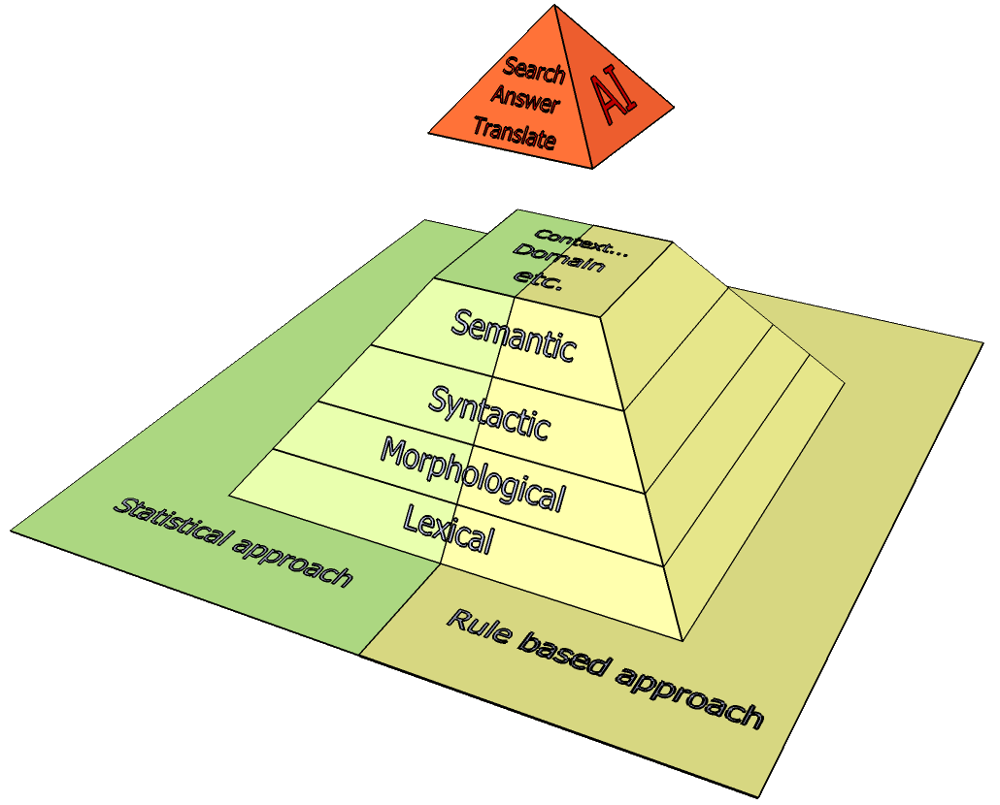 Search
Answer
Translate
AI
Context...
Domain
etc.
Semantic
Syntactic
Morphological
Lexical
Statistical approach
Rule based approach